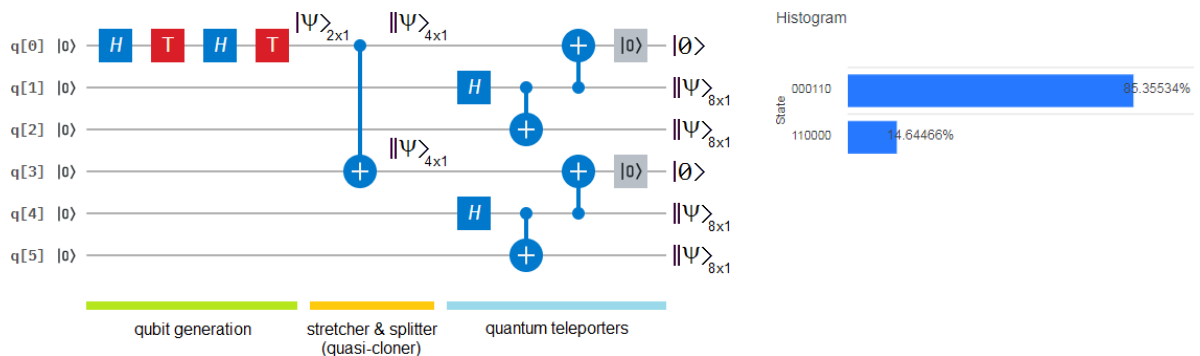 |Ψ⟩2x1 ‖Ψ⟩4x1
q[0] |0⟩ H T H T |0⟩ |0⟩
q[1] |0⟩ H ‖Ψ⟩8x1
q[2] |0⟩ ‖Ψ⟩8x1
‖Ψ⟩4x1
q[3] |0⟩ |0⟩ |0⟩
q[4] |0⟩ H ‖Ψ⟩8x1
q[5] |0⟩ ‖Ψ⟩8x1
qubit generation
stretcher & splitter
(quasi-cloner)
quantum teleporters
Histogram
State
000110 85.35534%
110000 14.64466%